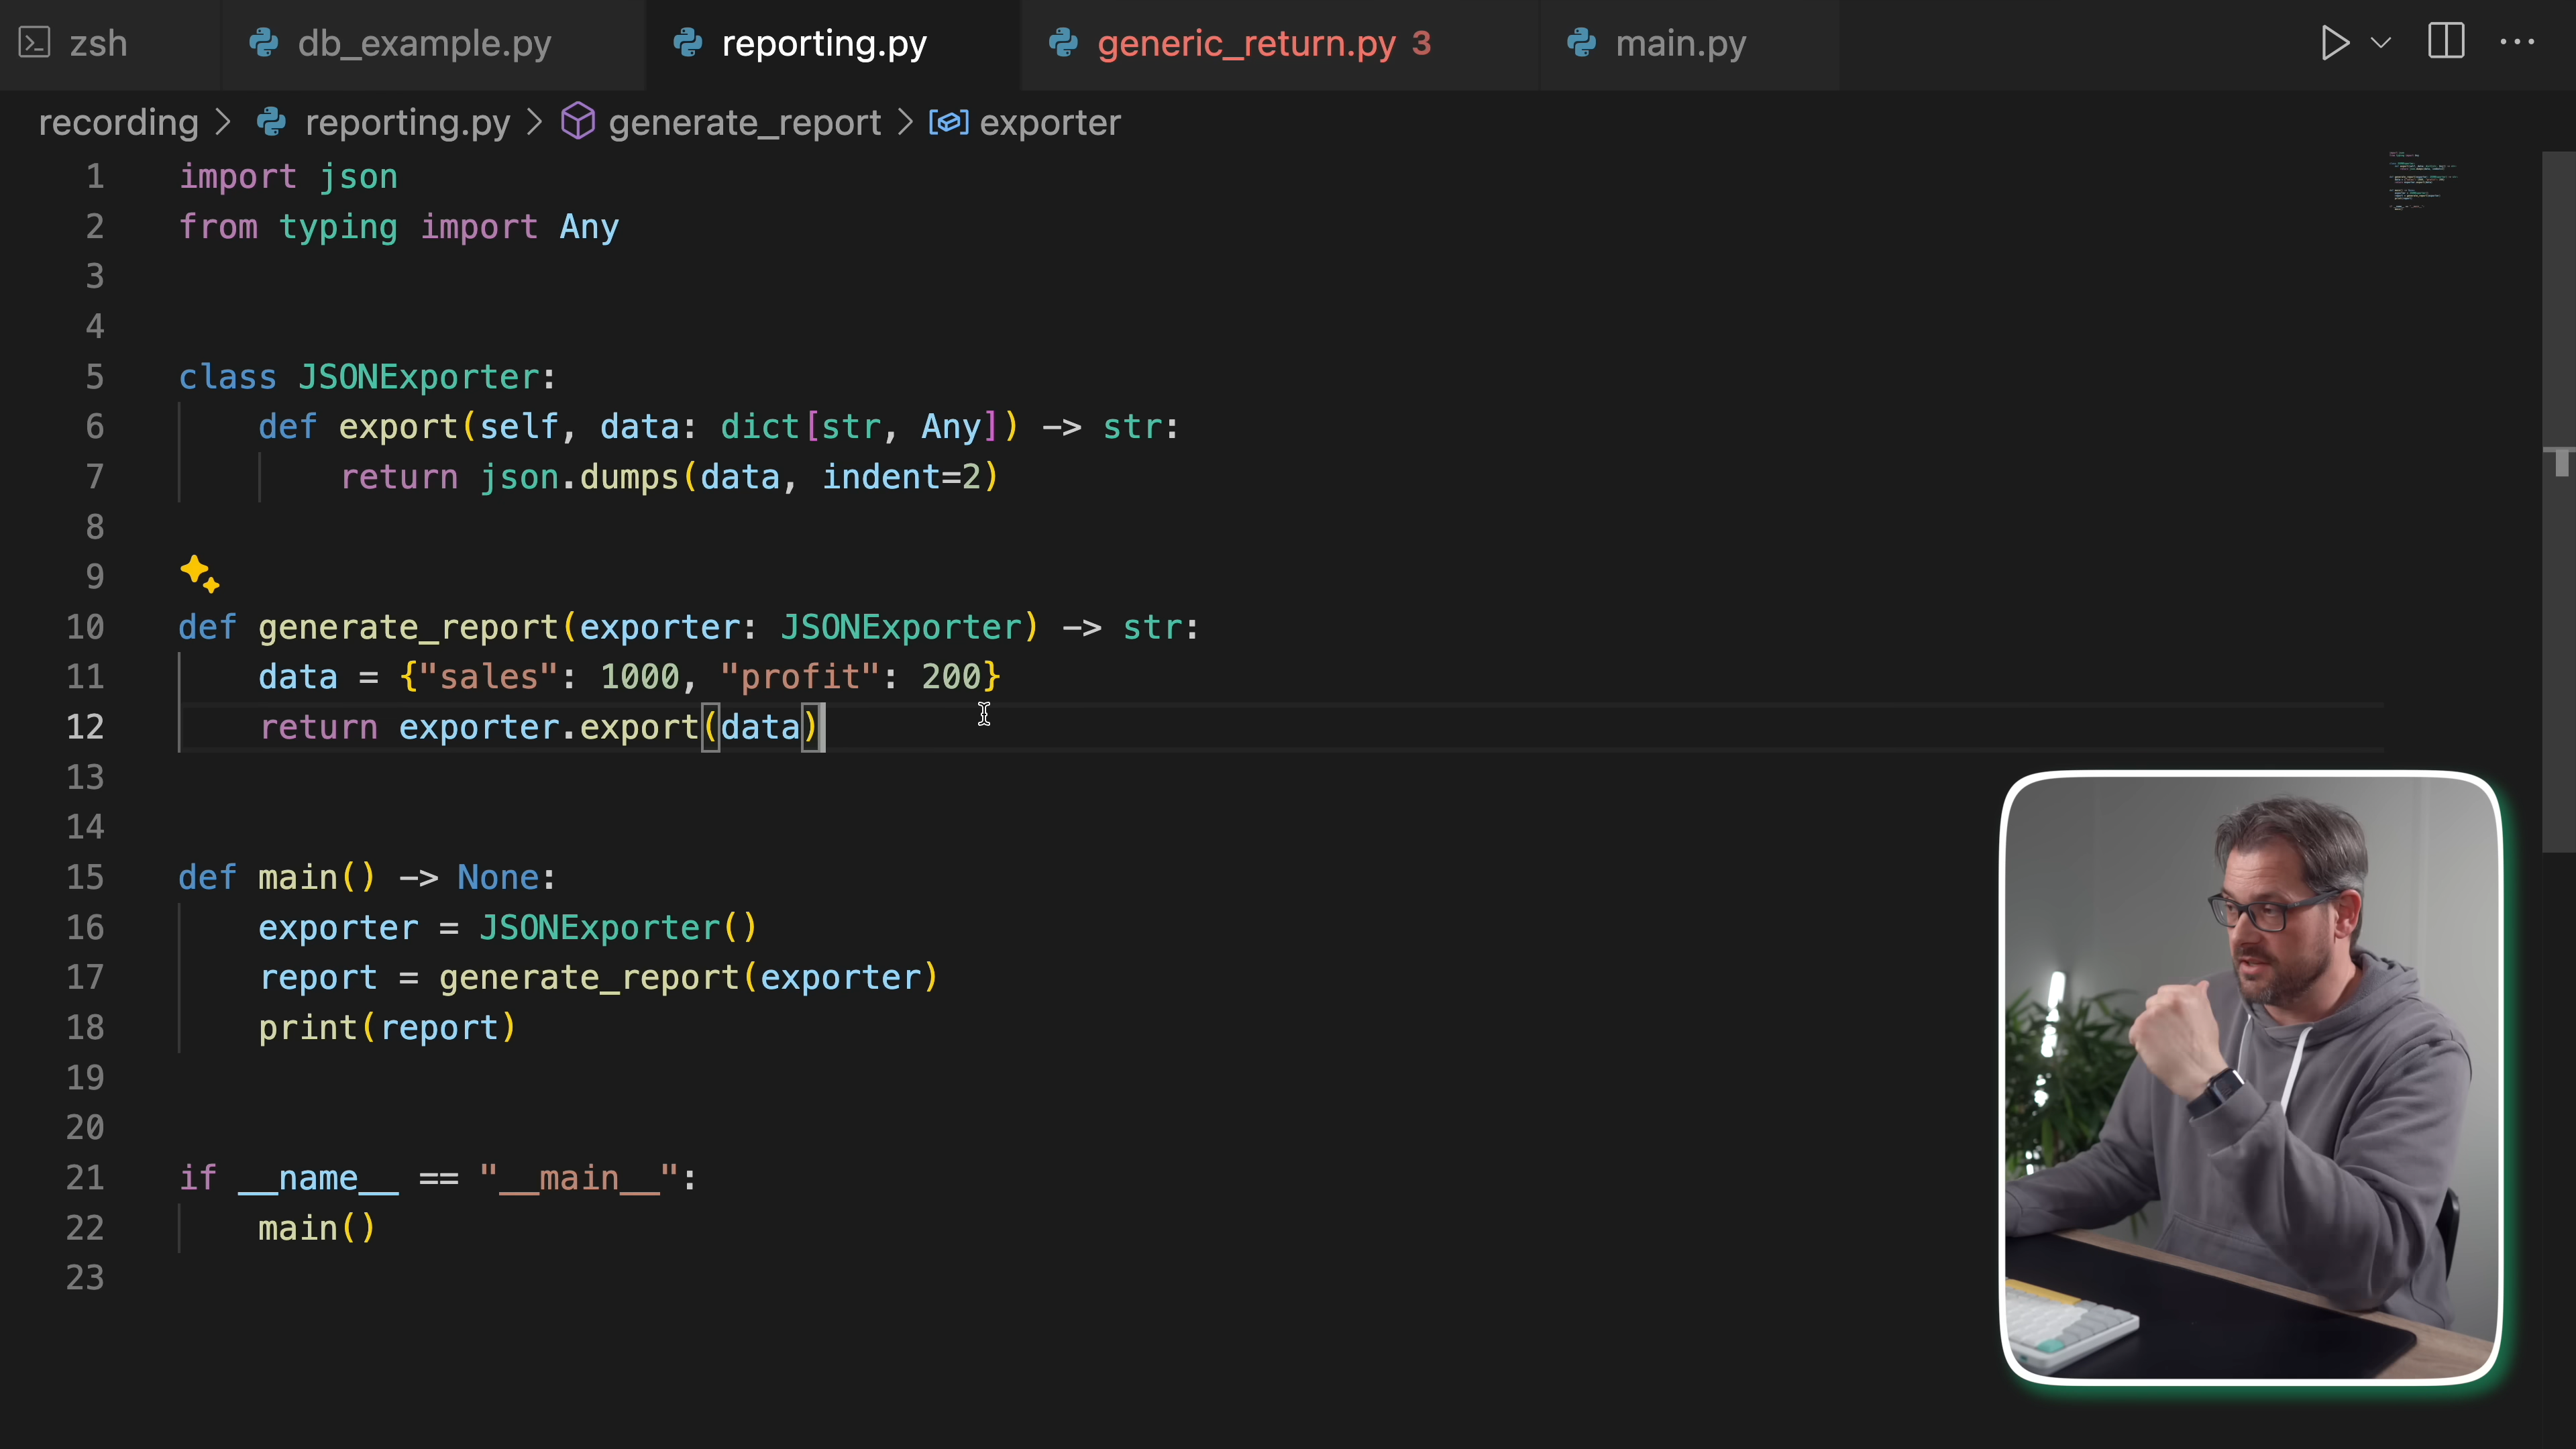 zsh
db_example.py
reporting.py
generic_return.py 3
main.py
recording > reporting.py > generate_report > exporter
1 import json
2 from typing import Any
3
4
5 class JSONExporter:
6 def export(self, data: dict[str, Any]) -> str:
7 return json.dumps(data, indent=2)
8
9
10 def generate_report(exporter: JSONExporter) -> str:
11 data = {"sales": 1000, "profit": 200}
12 return exporter.export(data)
13
14
15 def main() -> None:
16 exporter = JSONExporter()
17 report = generate_report(exporter)
18 print(report)
19
20
21 if __name__ == "__main__":
22 main()
23